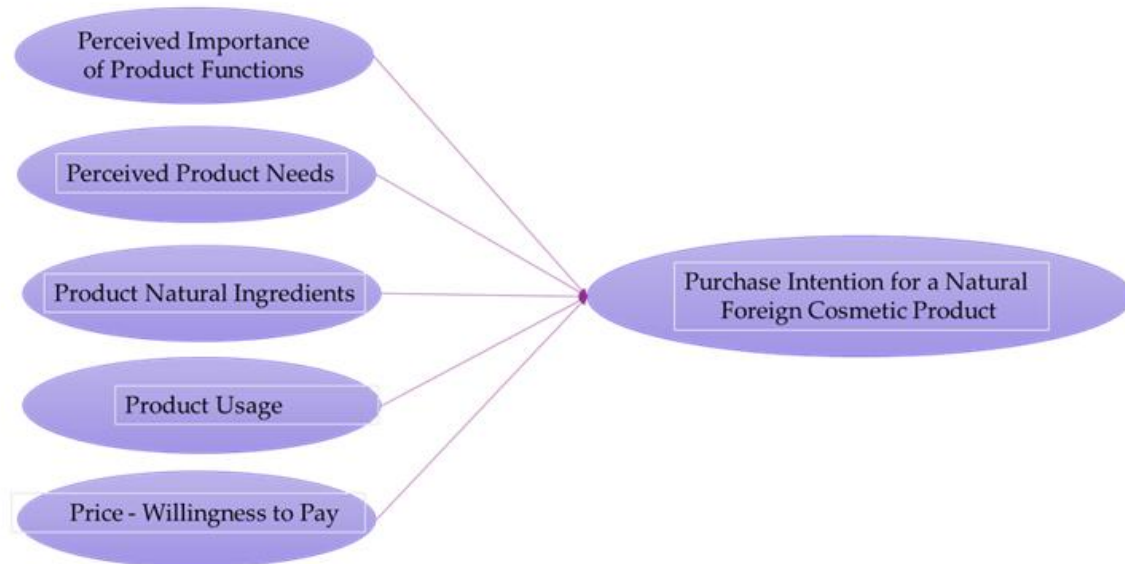 Perceived Importance
of Product Functions
Perceived Product Needs
Product Natural Ingredients
Product Usage
Price - Willingness to Pay
Purchase Intention for a Natural
Foreign Cosmetic Product